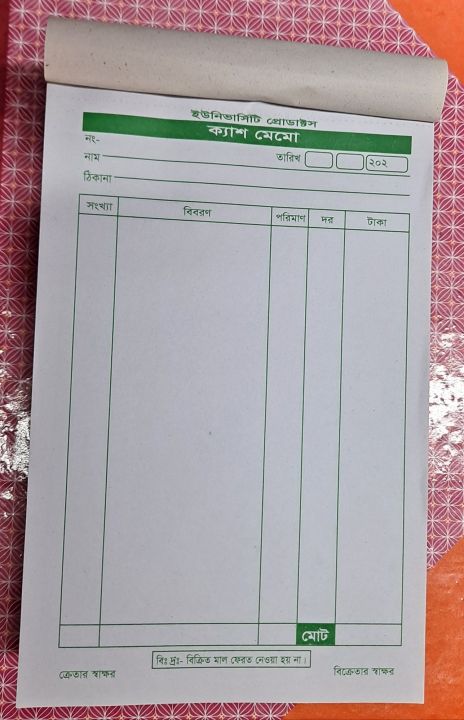 ইউনিভার্সিটি প্রোডাক্টস
ক্যাশ মেমো
নং-
নাম তারিখ ২০২
ঠিকানা
সংখ্যা বিবরণ পরিমাণ দর টাকা
মোট
বিঃ দ্রঃ- বিক্রিত মাল ফেরত নেওয়া হয় না।
ক্রেতার স্বাক্ষর বিক্রেতার স্বাক্ষর